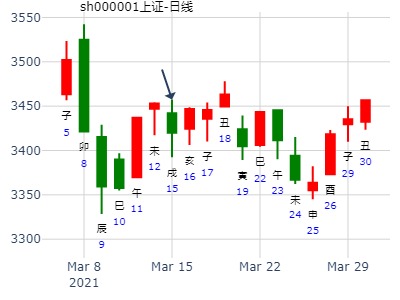 sh000001上证-日线
3550
3500
3450
3400
3350
3300
子 5
卯 8
辰 9
巳 10
午 11
未 12
戌 15
亥 16
子 17
丑 18
寅 19
巳 22
午 23
未 24
申 25
酉 26
子 29
丑 30
Mar 8 Mar 15 Mar 22 Mar 29
2021